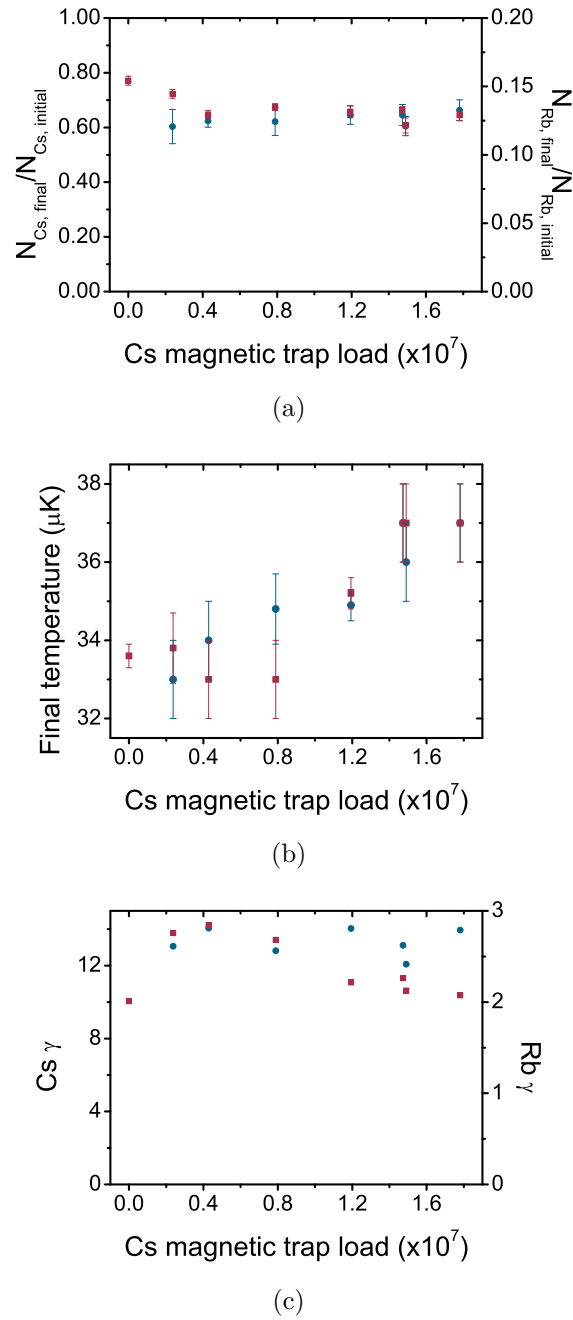 1.00
0.80
0.60
0.40
0.20
0.00
N_Cs, final/N_Cs, initial
0.20
0.15
0.10
0.05
0.00
N_Rb, final/N_Rb, initial
0.0 0.4 0.8 1.2 1.6
Cs magnetic trap load (x10^7)
(a)
38
36
34
32
Final temperature (μK)
0.0 0.4 0.8 1.2 1.6
Cs magnetic trap load (x10^7)
(b)
12
8
4
0
Cs γ
3
2
1
0
Rb γ
0.0 0.4 0.8 1.2 1.6
Cs magnetic trap load (x10^7)
(c)